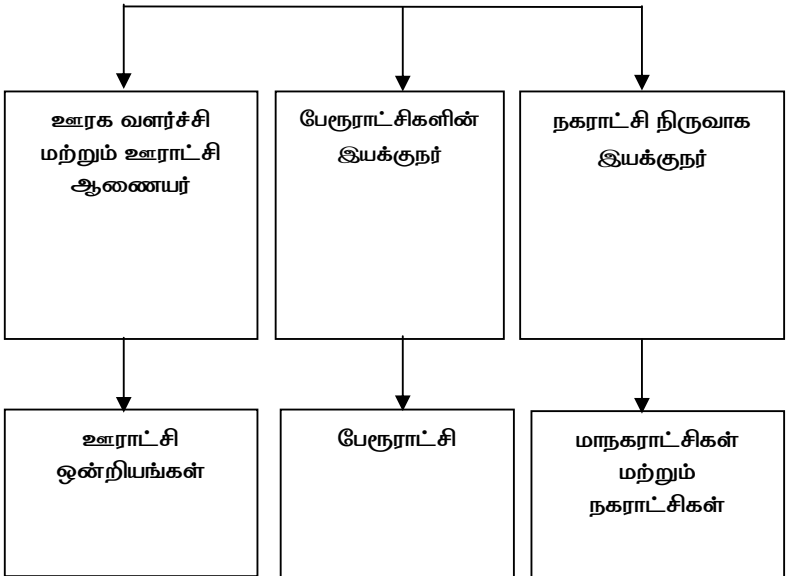 ஊரக வளர்ச்சி
மற்றும் ஊராட்சி
ஆணையர்
பேரூராட்சிகளின்
இயக்குநர்
நகராட்சி நிருவாக
இயக்குநர்
ஊராட்சி
ஒன்றியங்கள்
பேரூராட்சி
மாநகராட்சிகள்
மற்றும்
நகராட்சிகள்